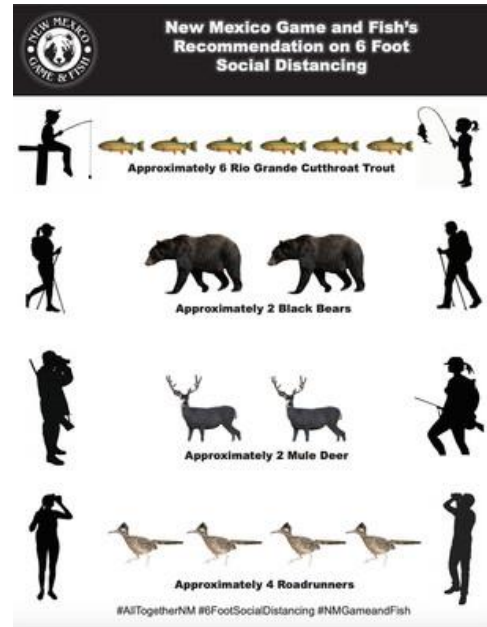 NEW MEXICO
GAME & FISH
New Mexico Game and Fish's
Recommendation on 6 Foot
Social Distancing
Approximately 6 Rio Grande Cutthroat Trout
Approximately 2 Black Bears
Approximately 2 Mule Deer
Approximately 4 Roadrunners
#AllTogetherNM #6FootSocialDistancing #NMGameandFish